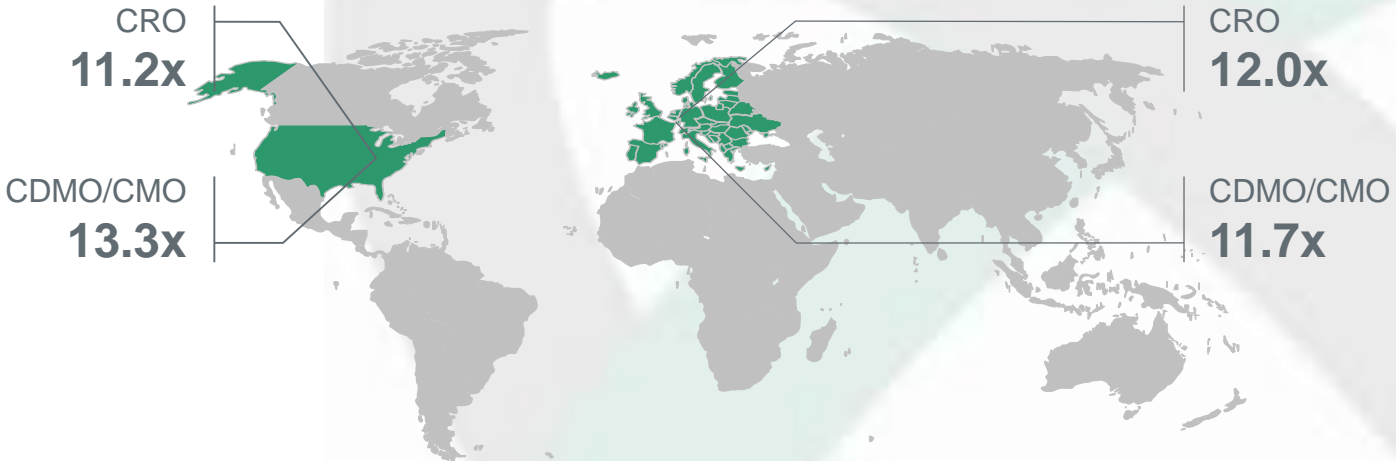 CRO
11.2x
CDMO/CMO
13.3x
CRO
12.0x
CDMO/CMO
11.7x